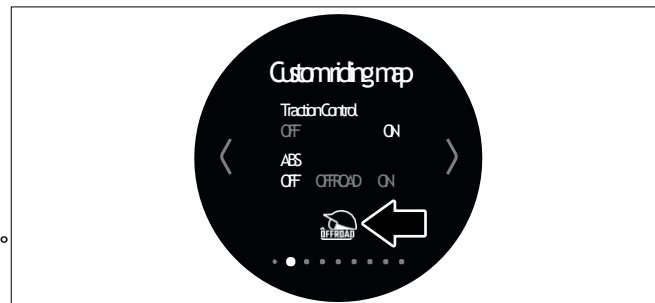 Custom riding map
Traction Control
OFF ON
ABS
OFF OFFROAD ON
OFFROAD